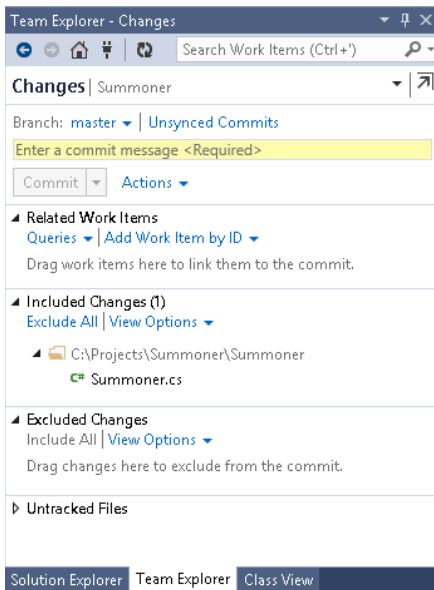 Team Explorer - Changes
Search Work Items (Ctrl+')
Changes | Summoner
Branch: master | Unsynced Commits
Enter a commit message <Required>
Commit Actions
Related Work Items
Queries | Add Work Item by ID
Drag work items here to link them to the commit.
Included Changes (1)
Exclude All | View Options
C:\Projects\Summoner\Summoner
C# Summoner.cs
Excluded Changes
Include All | View Options
Drag changes here to exclude from the commit.
Untracked Files
Solution Explorer Team Explorer Class View